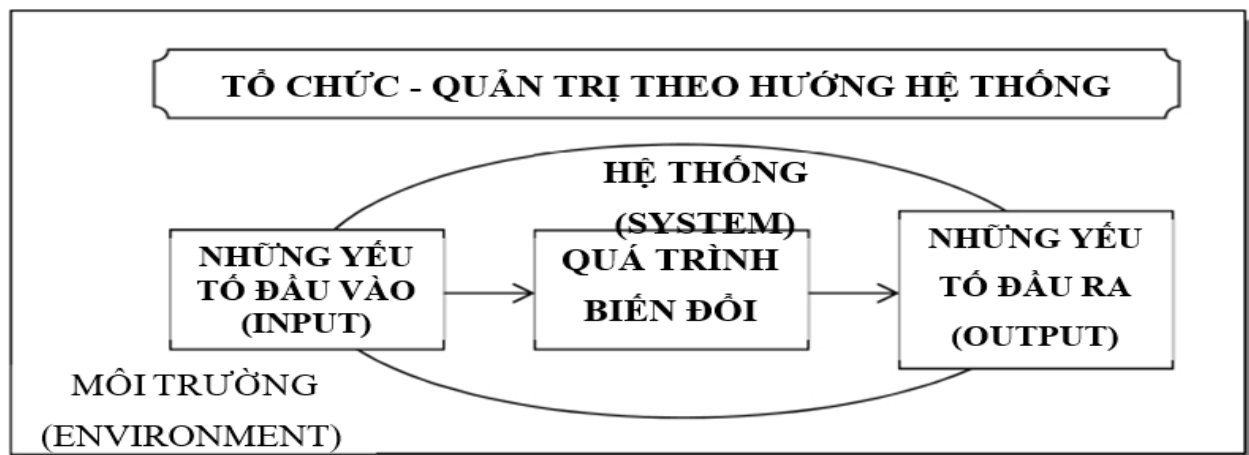 TỔ CHỨC - QUẢN TRỊ THEO HƯỚNG HỆ THỐNG
HỆ THỐNG
(SYSTEM)
NHỮNG YẾU
TỐ ĐẦU VÀO
(INPUT)
QUÁ TRÌNH
BIẾN ĐỔI
NHỮNG YẾU
TỐ ĐẦU RA
(OUTPUT)
MÔI TRƯỜNG
(ENVIRONMENT)